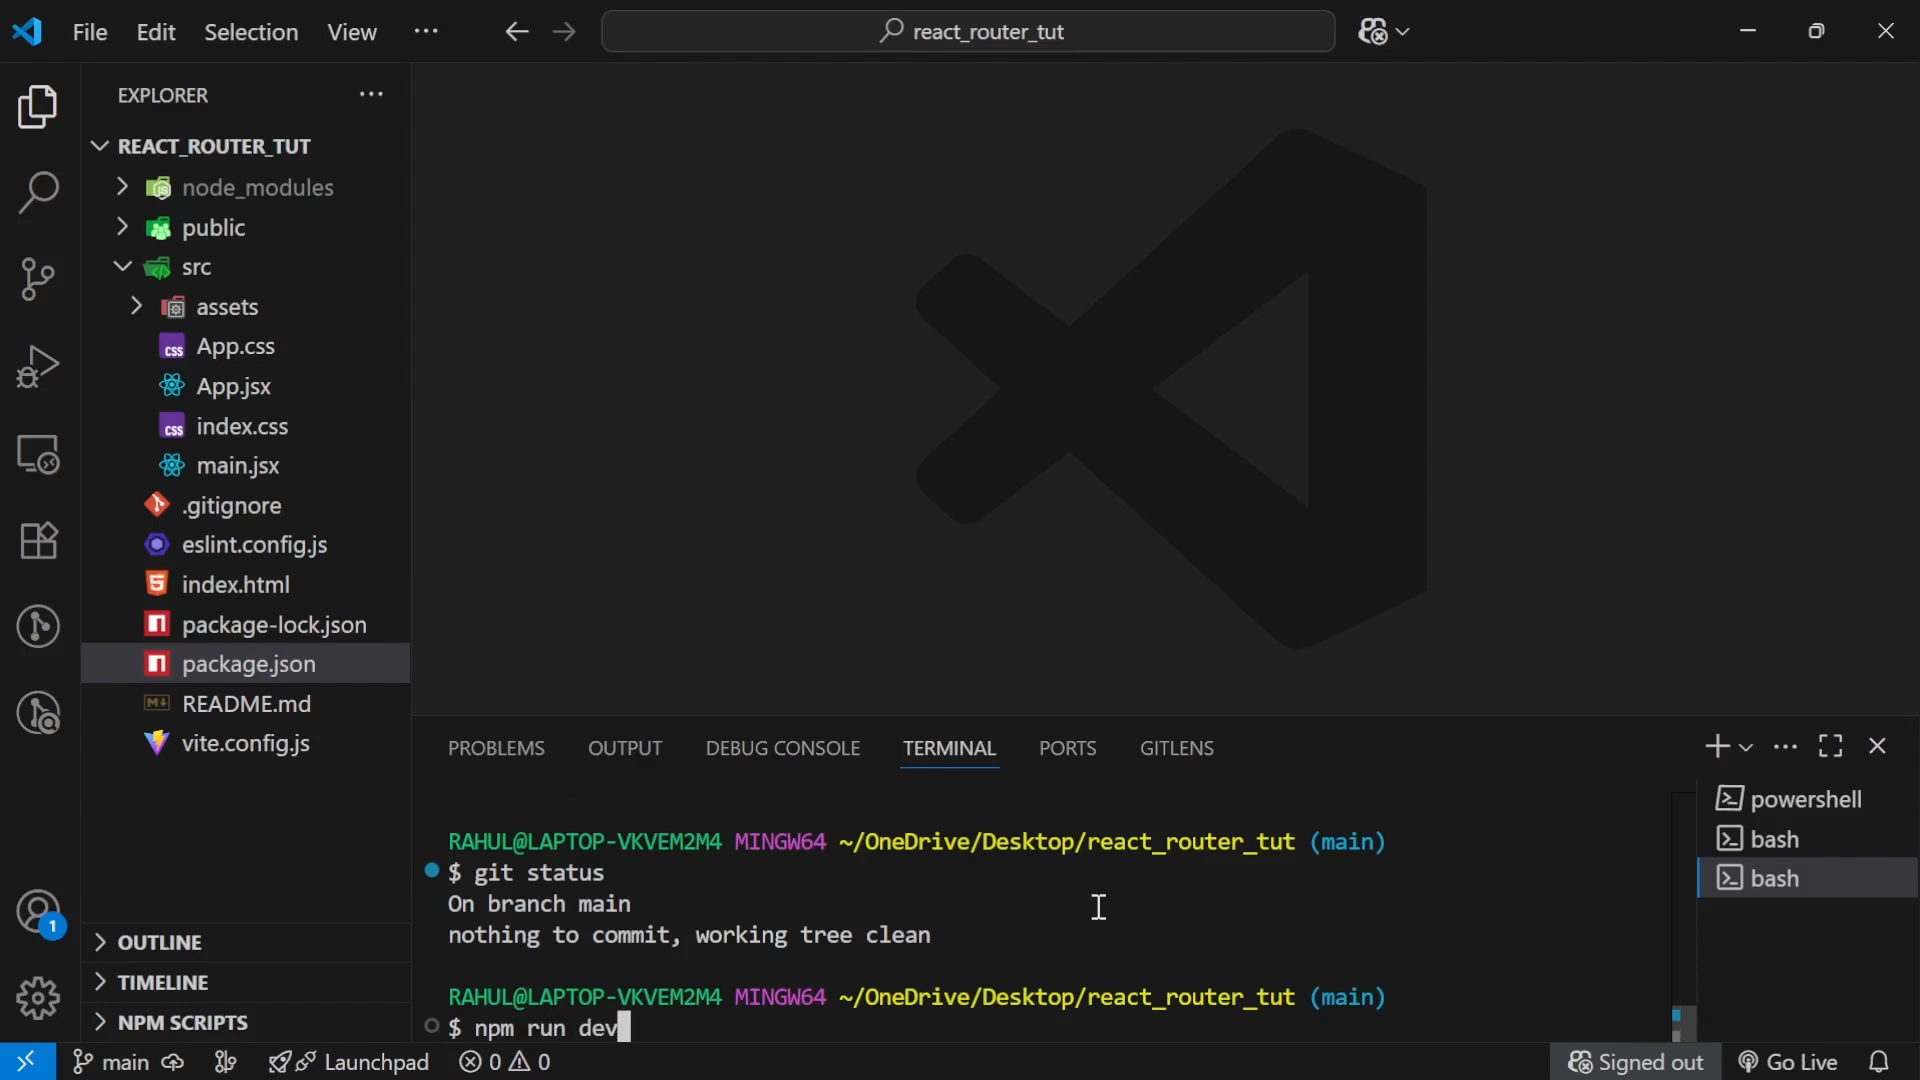 File Edit Selection View ··· react_router_tut
EXPLORER ···
REACT_ROUTER_TUT
node_modules
public
src
assets
CSS App.css
App.jsx
CSS index.css
main.jsx
.gitignore
eslint.config.js
5 index.html
package-lock.json
package.json
M README.md
vite.config.js
OUTLINE
TIMELINE
NPM SCRIPTS
1
PROBLEMS OUTPUT DEBUG CONSOLE TERMINAL PORTS GITLENS
RAHUL@LAPTOP-VKVEM2M4 MINGW64 ~/OneDrive/Desktop/react_router_tut (main)
$ git status
On branch main
nothing to commit, working tree clean
RAHUL@LAPTOP-VKVEM2M4 MINGW64 ~/OneDrive/Desktop/react_router_tut (main)
$ npm run dev
powershell
bash
bash
main Launchpad 0 0 Signed out Go Live